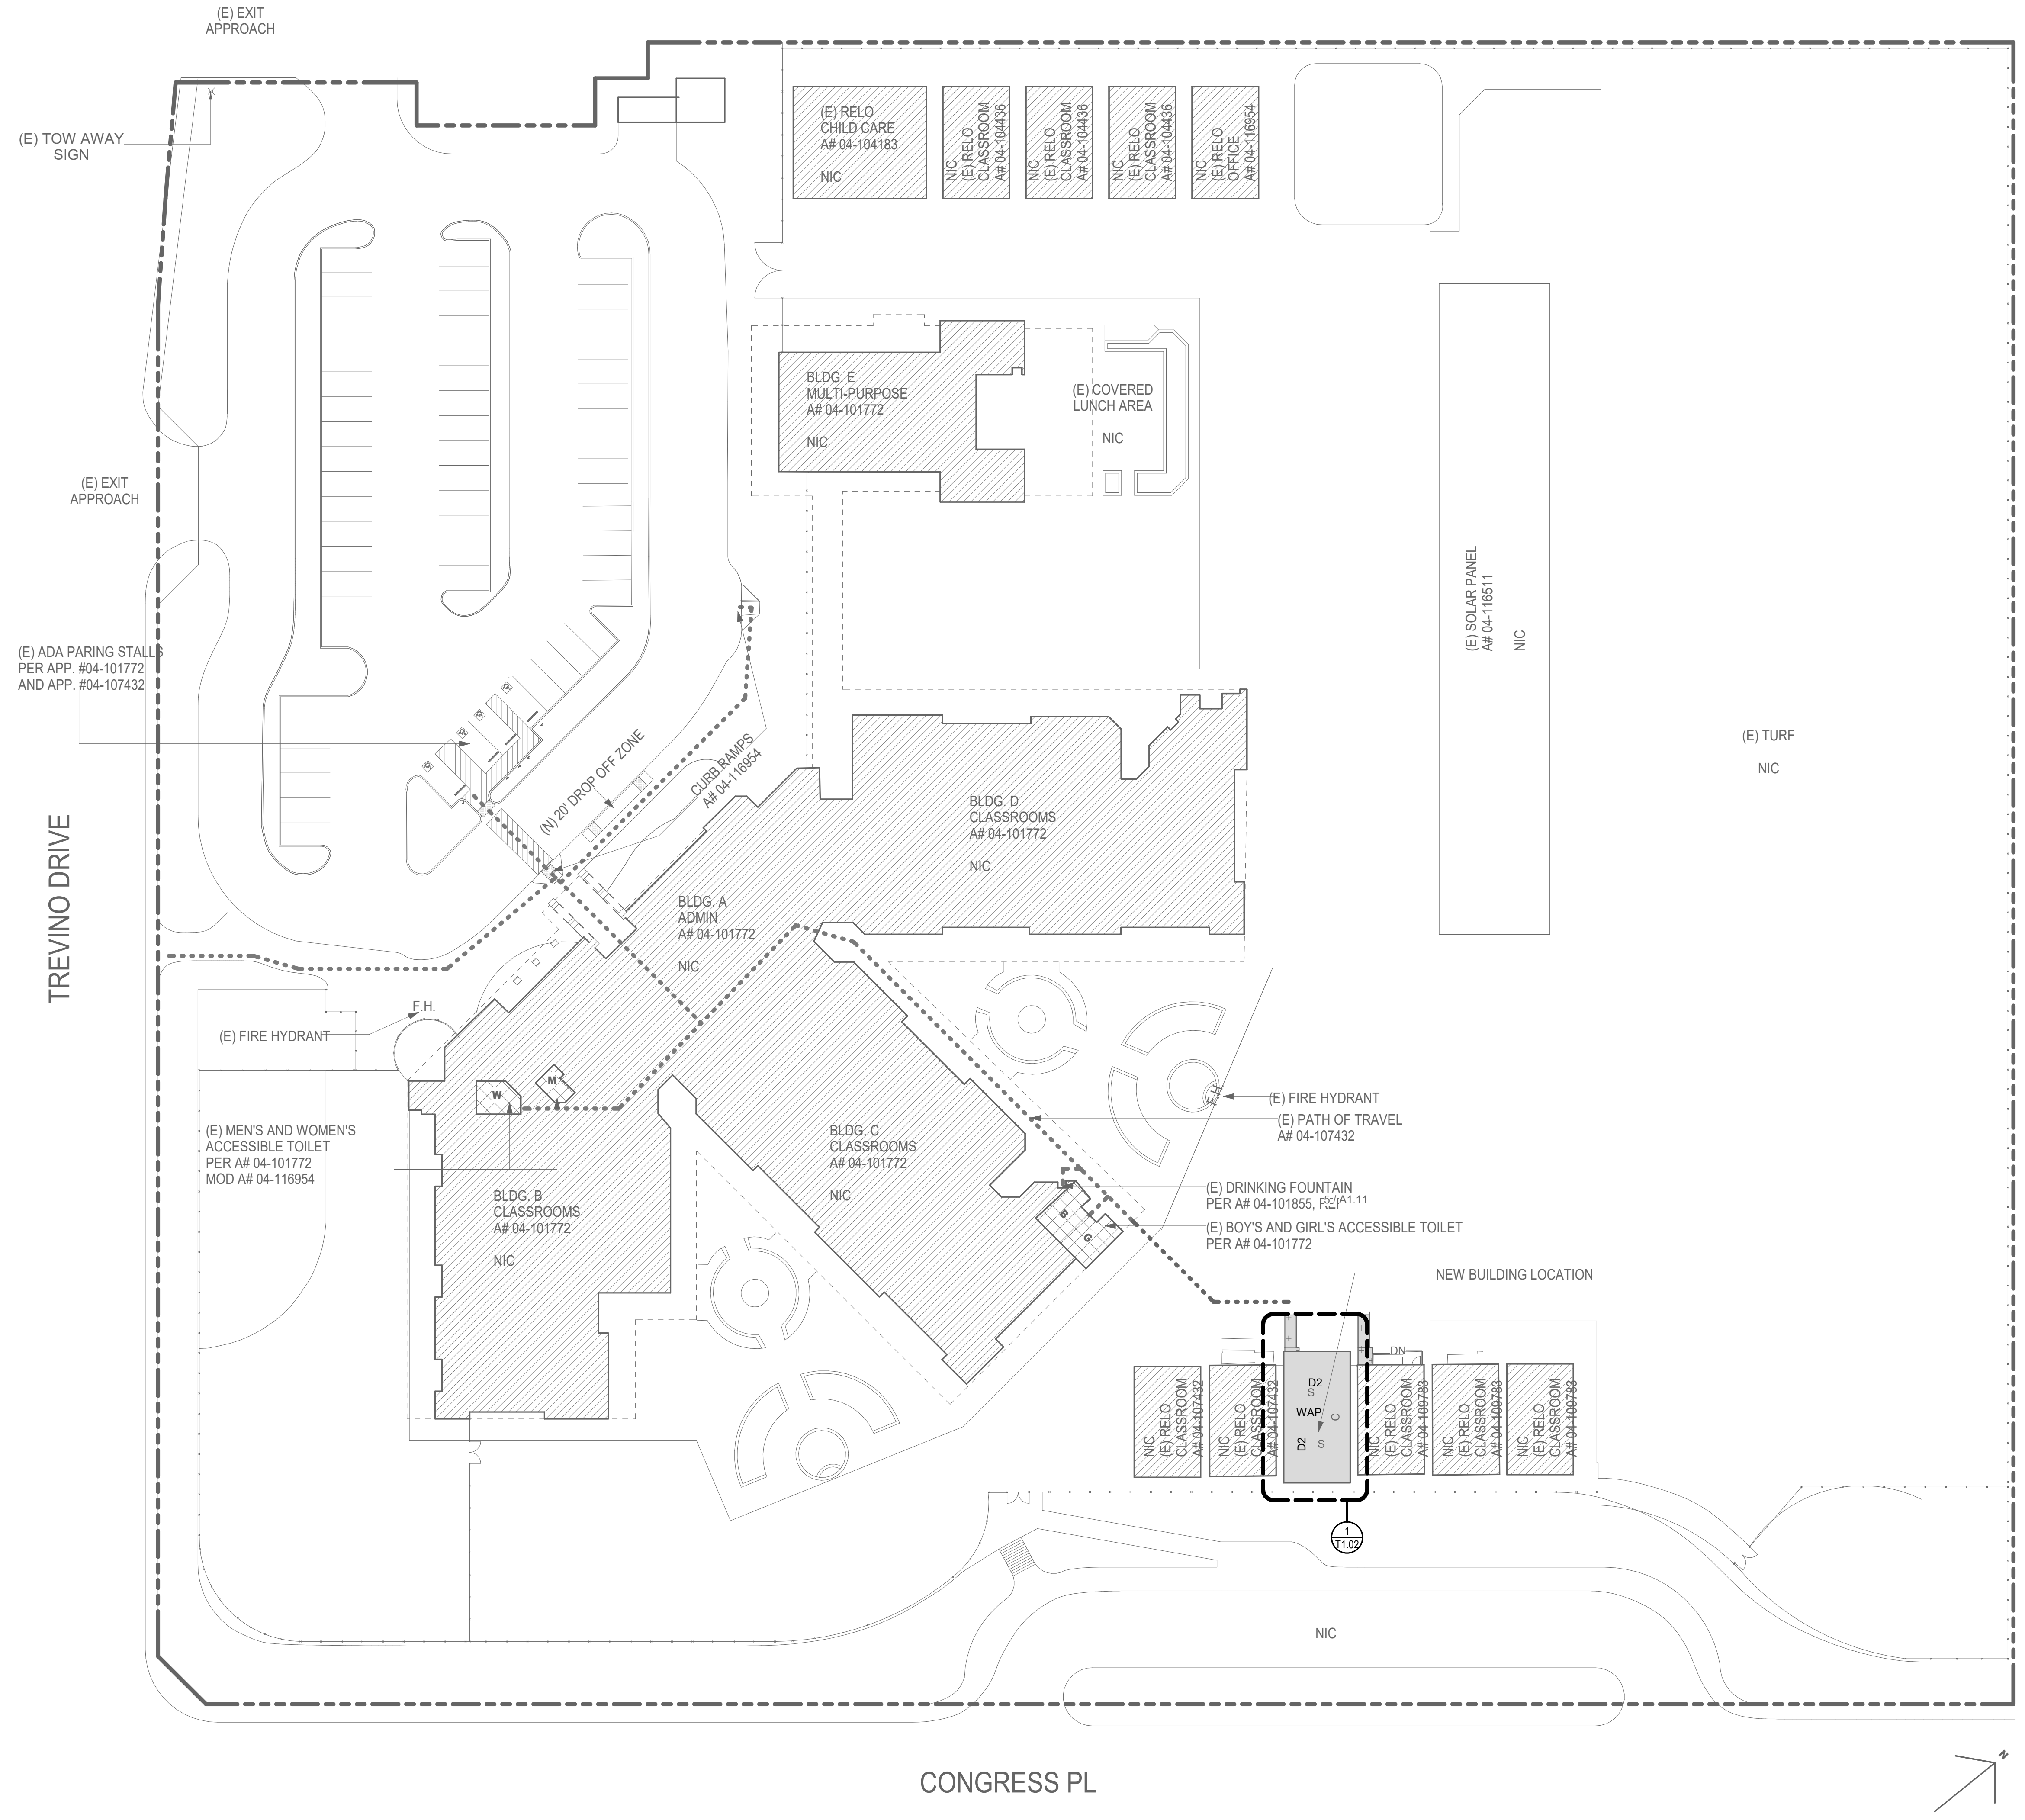 (E) EXIT
APPROACH
(E) TOW AWAY
SIGN
(E) RELO
CHILD CARE
A# 04-104183
NIC
NIC
(E) RELO
CLASSROOM
A# 04-104436
NIC
(E) RELO
CLASSROOM
A# 04-104436
NIC
(E) RELO
CLASSROOM
A# 04-104436
NIC
(E) RELO
OFFICE
A# 04-116954
BLDG. E
MULTI-PURPOSE
A# 04-101772
NIC
(E) COVERED
LUNCH AREA
NIC
(E) EXIT
APPROACH
(E) SOLAR PANEL
A# 04-116511
NIC
(E) ADA PARING STALLS
PER APP. #04-101772
AND APP. #04-107432
(E) TURF
NIC
(N) 20' DROP OFF ZONE
CURB RAMPS
A# 04-116954
BLDG. D
CLASSROOMS
A# 04-101772
NIC
TREVINO DRIVE
BLDG. A
ADMIN
A# 04-101772
NIC
F.H.
(E) FIRE HYDRANT
W
M
F.H.
(E) FIRE HYDRANT
(E) PATH OF TRAVEL
A# 04-107432
(E) MEN'S AND WOMEN'S
ACCESSIBLE TOILET
PER A# 04-101772
MOD A# 04-116954
BLDG. C
CLASSROOMS
A# 04-101772
NIC
BLDG. B
CLASSROOMS
A# 04-101772
NIC
(E) DRINKING FOUNTAIN
PER A# 04-101855,
5 / A1.11
B
G
(E) BOY'S AND GIRL'S ACCESSIBLE TOILET
PER A# 04-101772
NEW BUILDING LOCATION
DN
NIC
(E) RELO
CLASSROOM
A# 04-107432
NIC
(E) RELO
CLASSROOM
A# 04-107432
D2
S
WAP
C
D2
S
NIC
(E) RELO
CLASSROOM
A# 04-109783
NIC
(E) RELO
CLASSROOM
A# 04-109783
NIC
(E) RELO
CLASSROOM
A# 04-109783
1
T1.02
NIC
CONGRESS PL
N